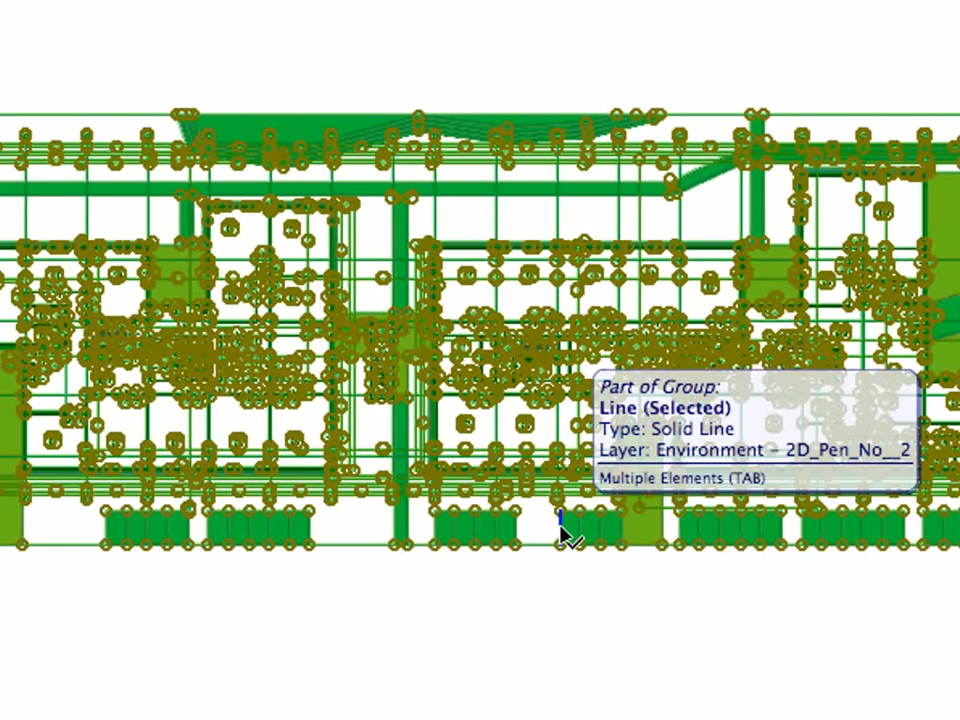 Part of Group:
Line (Selected)
Type: Solid Line
Layer: Environment - 2D_Pen_No__2
Multiple Elements (TAB)